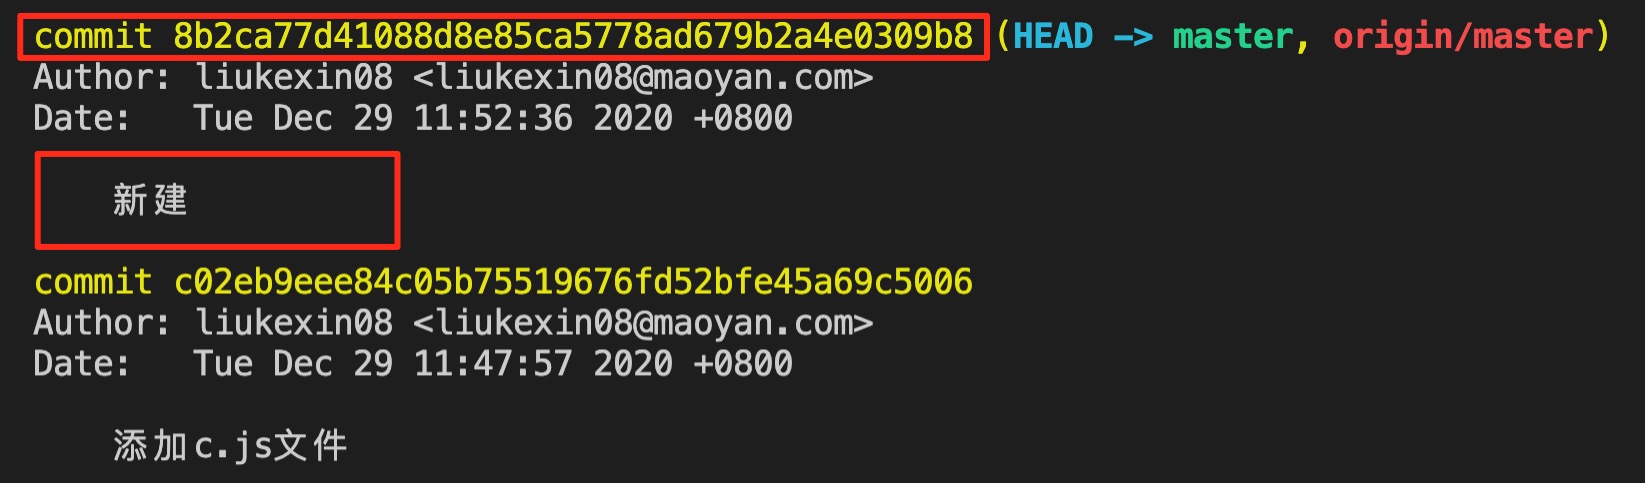 commit 8b2ca77d41088d8e85ca5778ad679b2a4e0309b8 (HEAD -> master, origin/master)
Author: liukexin08 <liukexin08@maoyan.com>
Date:   Tue Dec 29 11:52:36 2020 +0800
新建
commit c02eb9eee84c05b75519676fd52bfe45a69c5006
Author: liukexin08 <liukexin08@maoyan.com>
Date:   Tue Dec 29 11:47:57 2020 +0800
添加c.js文件